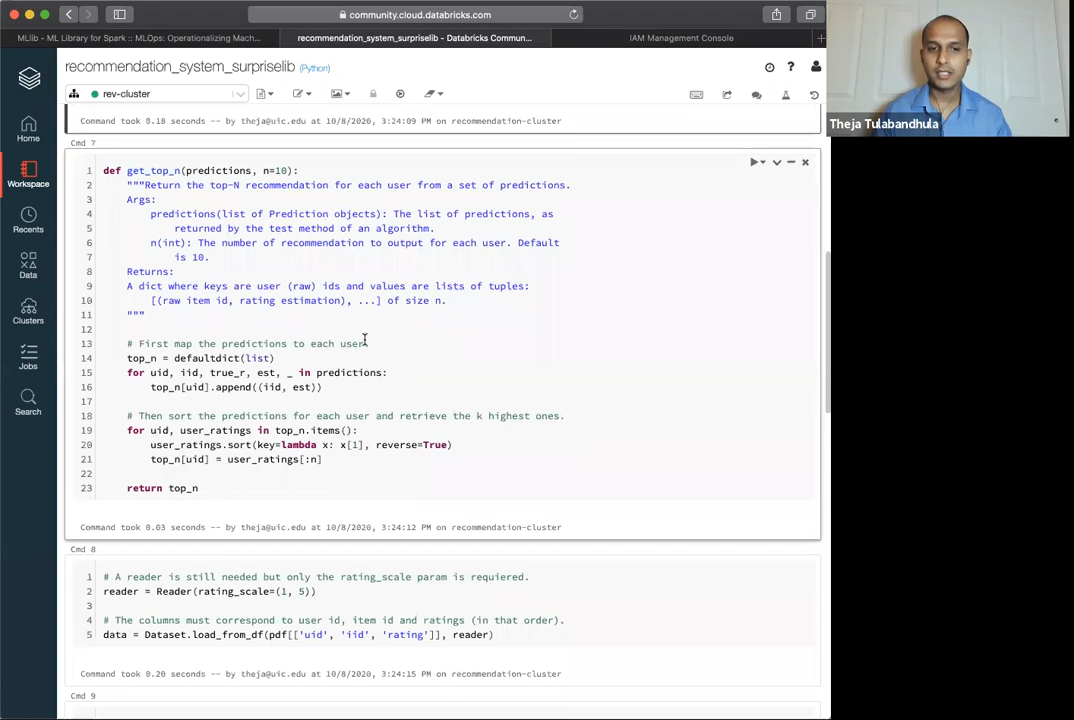 community.cloud.databricks.com
MLlib - ML Library for Spark :: MLOps: Operationalizing Mach...
recommendation_system_surpriselib - Databricks Commun...
IAM Management Console
recommendation_system_surpriselib (Python)
rev-cluster
Theja Tulabandhula
Home
Workspace
Recents
Data
Clusters
Jobs
Search
Command took 0.18 seconds -- by theja@uic.edu at 10/8/2020, 3:24:09 PM on recommendation-cluster
Cmd 7
1 def get_top_n(predictions, n=10):
2 """Return the top-N recommendation for each user from a set of predictions.
3 Args:
4 predictions(list of Prediction objects): The list of predictions, as
5 returned by the test method of an algorithm.
6 n(int): The number of recommendation to output for each user. Default
7 is 10.
8 Returns:
9 A dict where keys are user (raw) ids and values are lists of tuples:
10 [(raw item id, rating estimation), ...] of size n.
11 """
12
13 # First map the predictions to each user.
14 top_n = defaultdict(list)
15 for uid, iid, true_r, est, _ in predictions:
16 top_n[uid].append((iid, est))
17
18 # Then sort the predictions for each user and retrieve the k highest ones.
19 for uid, user_ratings in top_n.items():
20 user_ratings.sort(key=lambda x: x[1], reverse=True)
21 top_n[uid] = user_ratings[:n]
22
23 return top_n
Command took 0.03 seconds -- by theja@uic.edu at 10/8/2020, 3:24:12 PM on recommendation-cluster
Cmd 8
1 # A reader is still needed but only the rating_scale param is requiered.
2 reader = Reader(rating_scale=(1, 5))
3
4 # The columns must correspond to user id, item id and ratings (in that order).
5 data = Dataset.load_from_df(pdf[['uid', 'iid', 'rating']], reader)
Command took 0.20 seconds -- by theja@uic.edu at 10/8/2020, 3:24:15 PM on recommendation-cluster
Cmd 9